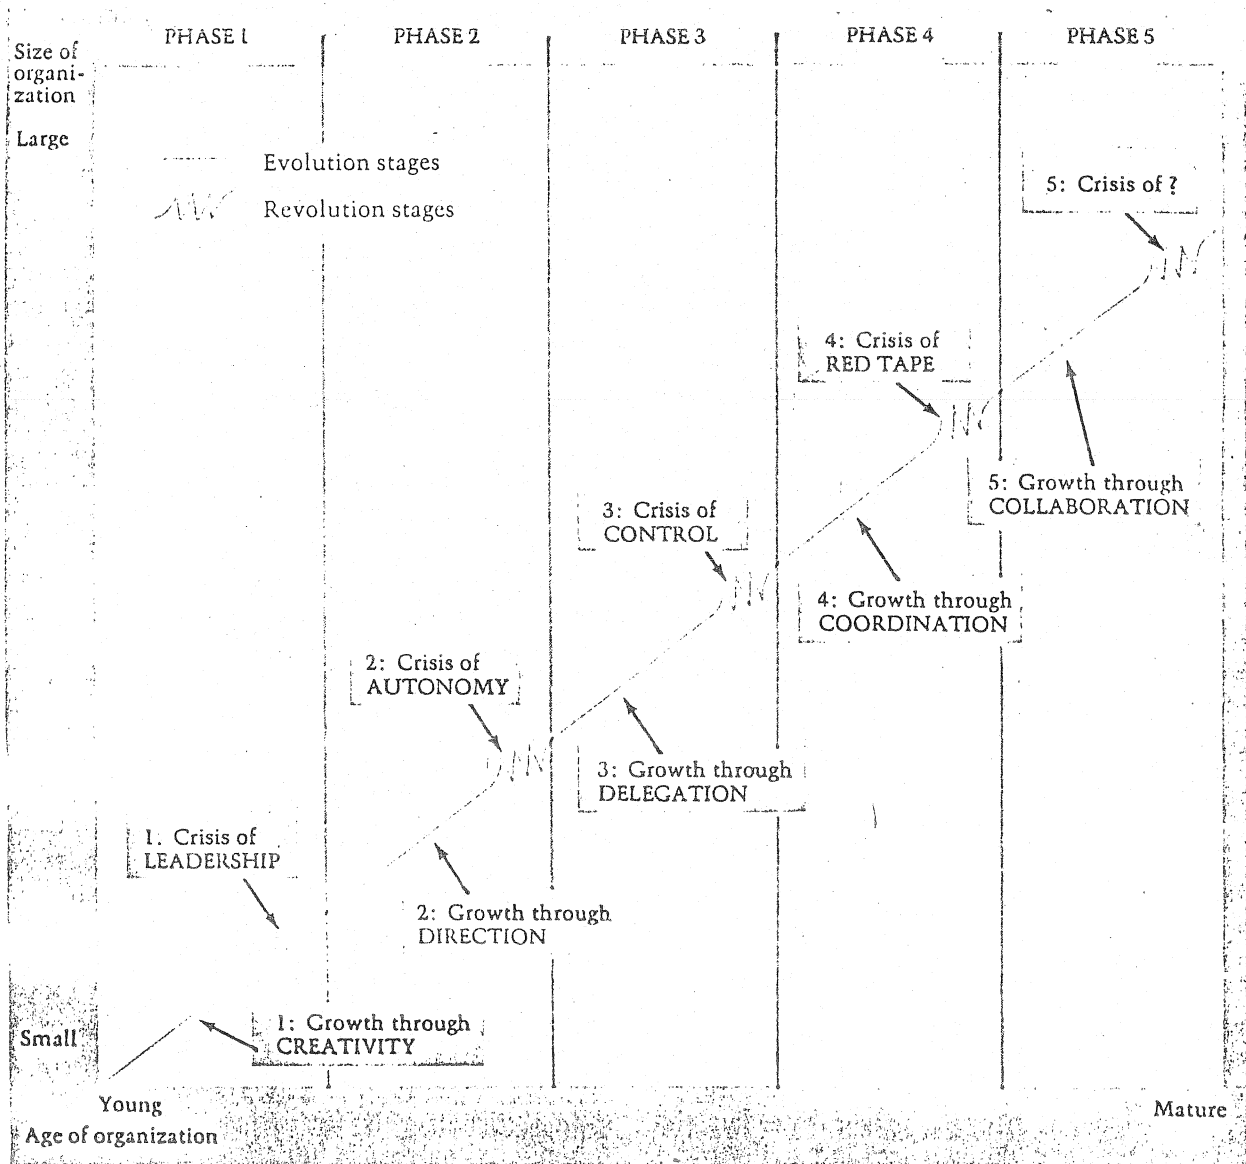 PHASE 1
PHASE 2
PHASE 3
PHASE 4
PHASE 5
Size of
organi-
zation
Large
Evolution stages
Revolution stages
5: Crisis of ?
4: Crisis of
RED TAPE
5: Growth through
COLLABORATION
3: Crisis of
CONTROL
4: Growth through
COORDINATION
2: Crisis of
AUTONOMY
3: Growth through
DELEGATION
1. Crisis of
LEADERSHIP
2: Growth through
DIRECTION
1: Growth through
CREATIVITY
Small
Young
Mature
Age of organization